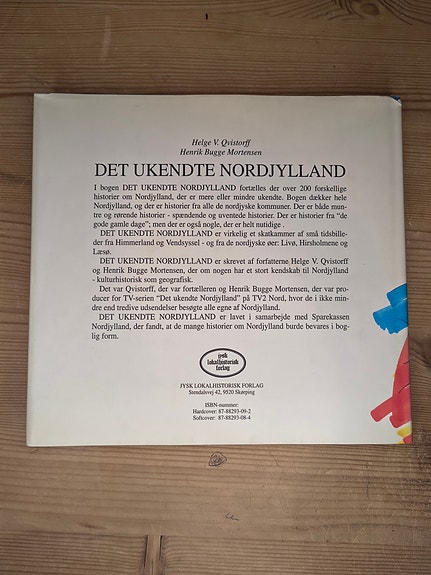 Helge V. Qvistorff
Henrik Bugge Mortensen
DET UKENDTE NORDJYLLAND
I bogen DET UKENDTE NORDJYLLAND fortælles der over 200 forskellige
historier om Nordjylland, der er mere eller mindre ukendte. Bogen dækker hele
Nordjylland, og der er historier fra alle de nordjyske kommuner. Der er både mun-
tre og rørende historier - spændende og uventede historier. Der er historier fra "de
gode gamle dage"; men der er også nogle, der er helt nutidige .
DET UKENDTE NORDJYLLAND er virkelig et skatkammer af små tidsbille-
der fra Himmerland og Vendsyssel - og fra de nordjyske øer: Livø, Hirsholmene og
Læsø.
DET UKENDTE NORDJYLLAND er skrevet af forfatterne Helge V. Qvistorff
og Henrik Bugge Mortensen, der om nogen har et stort kendskab til Nordjylland
- kulturhistorisk som geografisk.
Det var Qvistorff, der var fortælleren og Henrik Bugge Mortensen, der var pro-
ducer for TV-serien "Det ukendte Nordjylland" på TV2 Nord, hvor de i ikke min-
dre end tredive udsendelser besøgte alle egne af Nordjylland.
DET UKENDTE NORDJYLLAND er lavet i samarbejde med Sparekassen
Nordjylland, der fandt, at de mange historier om Nordjylland burde bevares i bog-
lig form.
jysk
lokalhistorisk
forlag
JYSK LOKALHISTORISK FORLAG
Stendalsvej 42, 9520 Skørping
ISBN-nummer:
Hardcover: 87-88293-09-2
Softcover: 87-88293-08-4